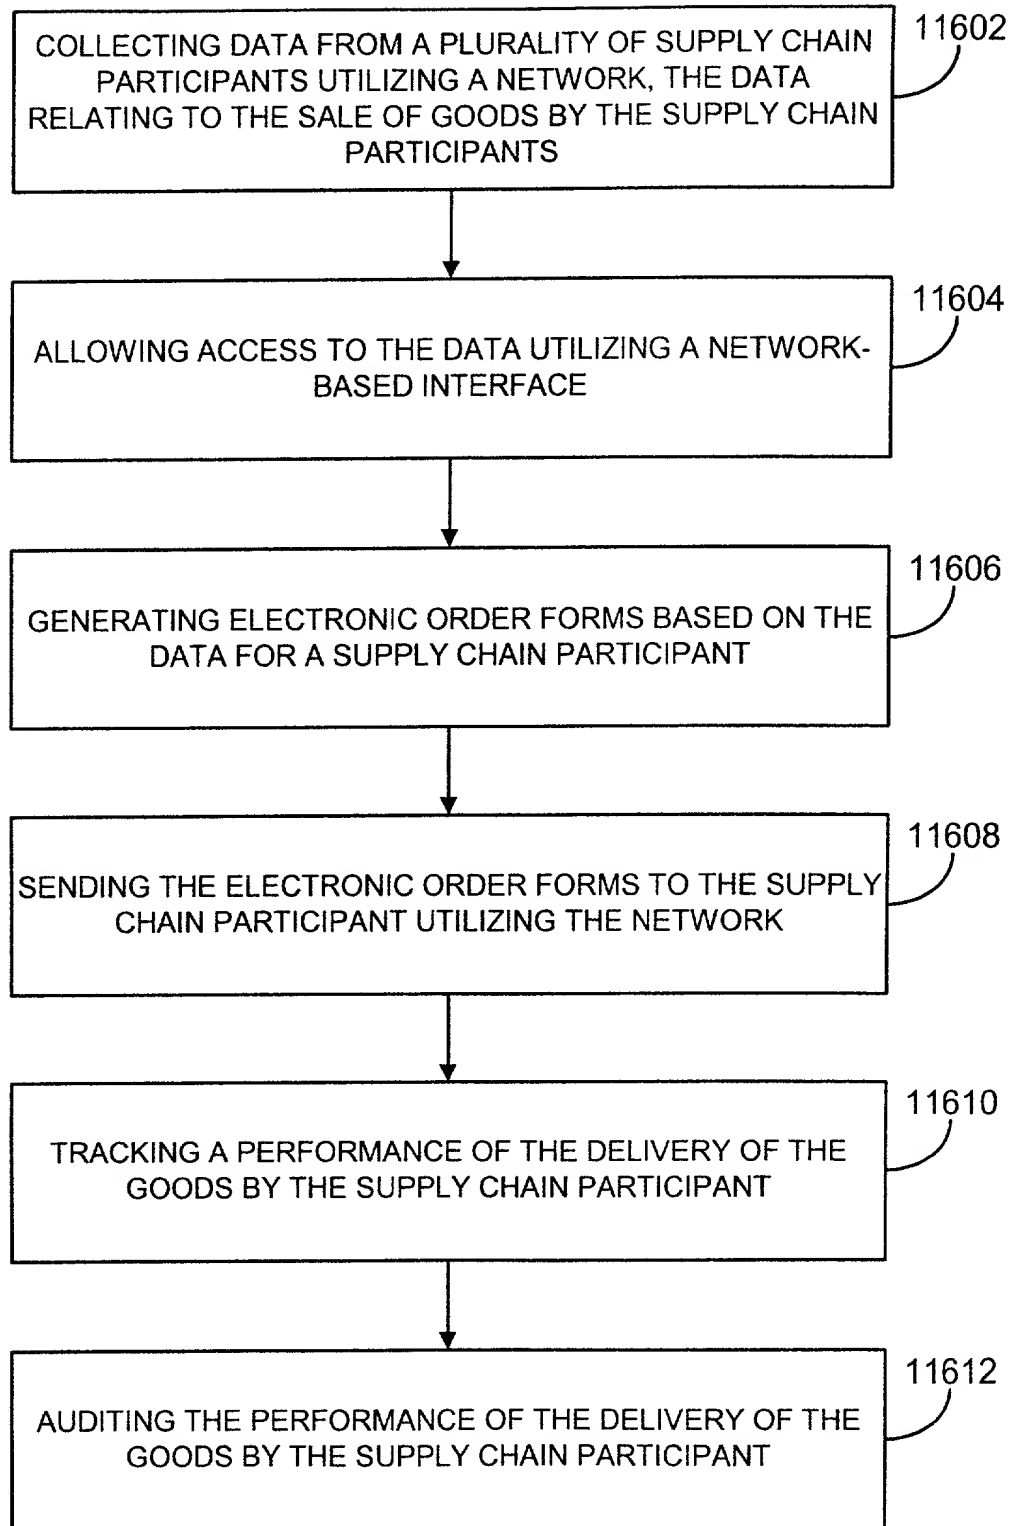 11602
COLLECTING DATA FROM A PLURALITY OF SUPPLY CHAIN
PARTICIPANTS UTILIZING A NETWORK, THE DATA
RELATING TO THE SALE OF GOODS BY THE SUPPLY CHAIN
PARTICIPANTS
11604
ALLOWING ACCESS TO THE DATA UTILIZING A NETWORK-
BASED INTERFACE
11606
GENERATING ELECTRONIC ORDER FORMS BASED ON THE
DATA FOR A SUPPLY CHAIN PARTICIPANT
11608
SENDING THE ELECTRONIC ORDER FORMS TO THE SUPPLY
CHAIN PARTICIPANT UTILIZING THE NETWORK
11610
TRACKING A PERFORMANCE OF THE DELIVERY OF THE
GOODS BY THE SUPPLY CHAIN PARTICIPANT
11612
AUDITING THE PERFORMANCE OF THE DELIVERY OF THE
GOODS BY THE SUPPLY CHAIN PARTICIPANT